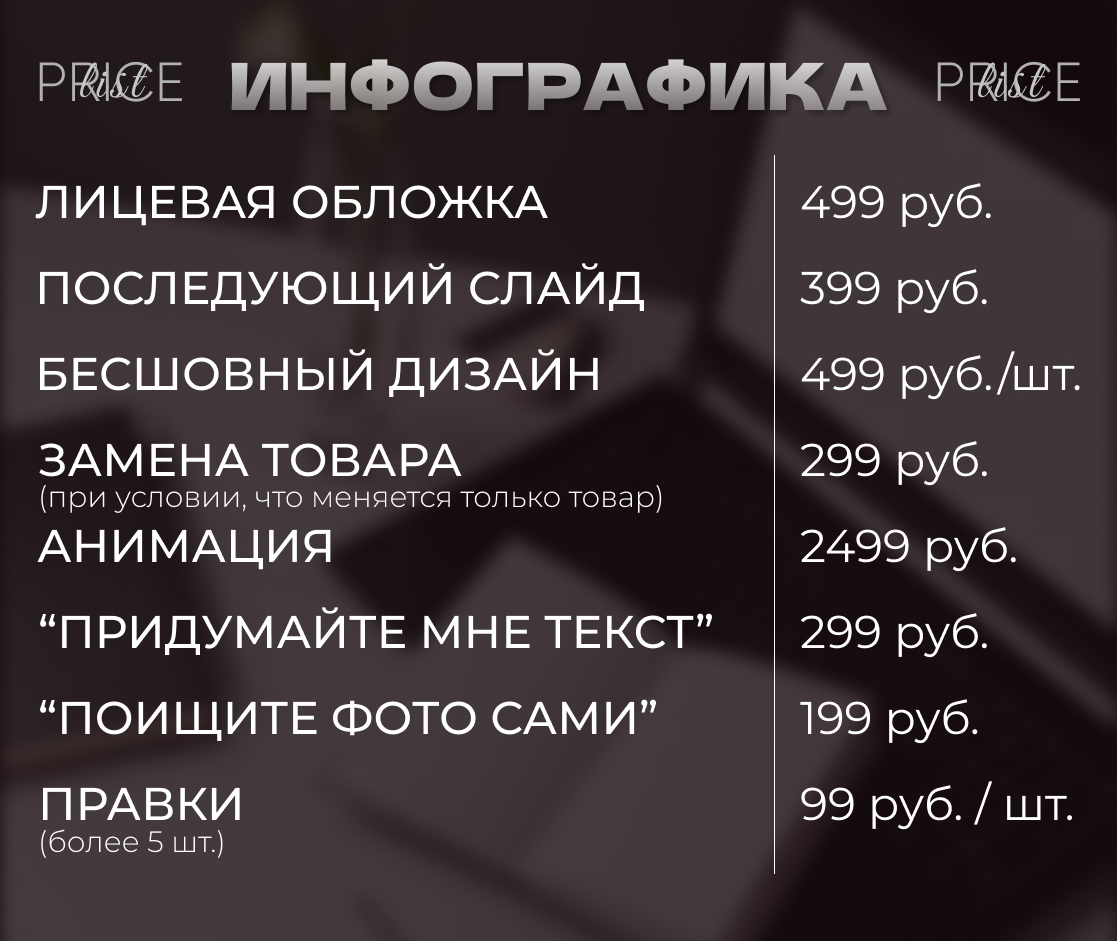 PRICE list ИНФОГРАФИКА PRICE list
ЛИЦЕВАЯ ОБЛОЖКА 499 руб.
ПОСЛЕДУЮЩИЙ СЛАЙД 399 руб.
БЕСШОВНЫЙ ДИЗАЙН 499 руб./шт.
ЗАМЕНА ТОВАРА 299 руб.
(при условии, что меняется только товар)
АНИМАЦИЯ 2499 руб.
“ПРИДУМАЙТЕ МНЕ ТЕКСТ” 299 руб.
“ПОИЩИТЕ ФОТО САМИ” 199 руб.
ПРАВКИ 99 руб. / шт.
(более 5 шт.)